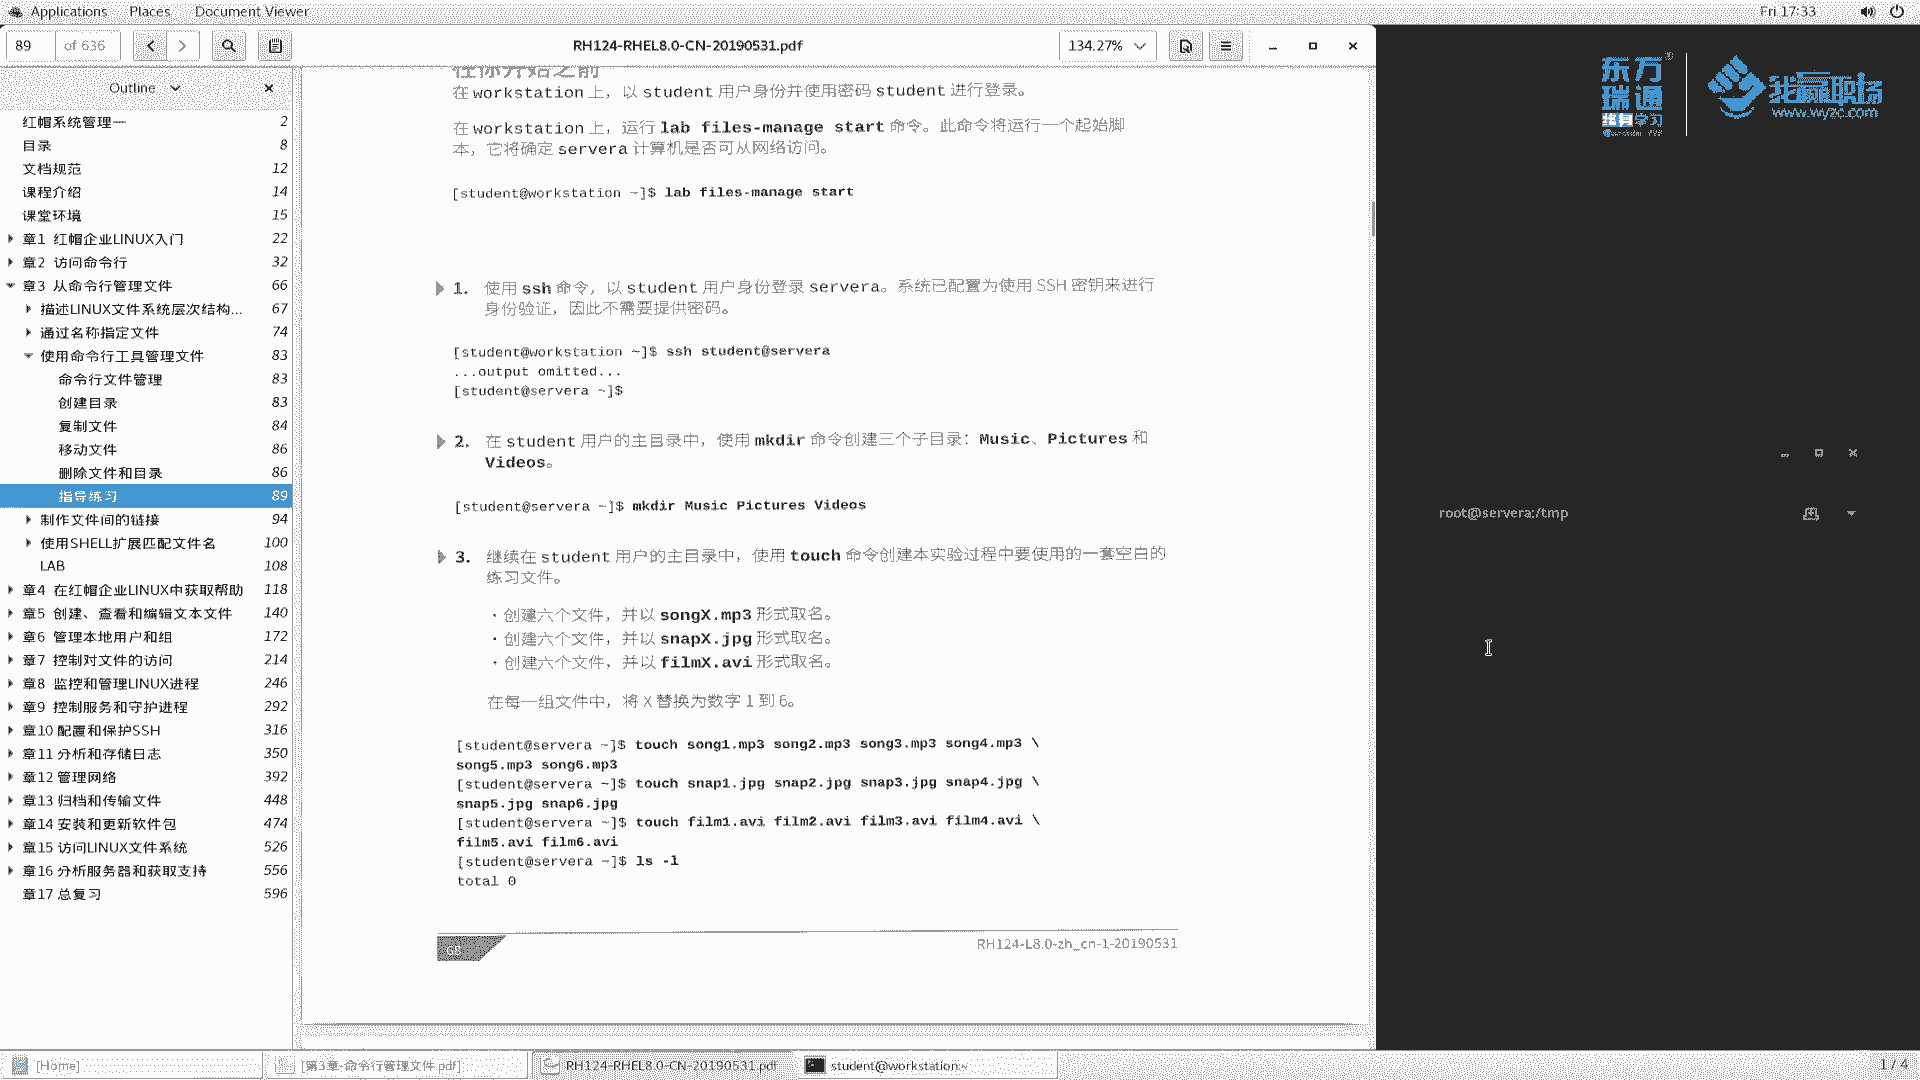 Applications Places Document Viewer Fri 17:33
89 of 636 RH124-RHEL8.0-CN-20190531.pdf 134.27%
Outline
红帽系统管理一 2
目录 8
文档规范 12
课程介绍 14
课堂环境 15
章1 红帽企业LINUX入门 22
章2 访问命令行 32
章3 从命令行管理文件 66
描述LINUX文件系统层次结构... 67
通过名称指定文件 74
使用命令行工具管理文件 83
命令行文件管理 83
创建目录 83
复制文件 84
移动文件 86
删除文件和目录 86
指导练习 89
制作文件间的链接 94
使用SHELL扩展匹配文件名 100
LAB 108
章4 在红帽企业LINUX中获取帮助 118
章5 创建、查看和编辑文本文件 140
章6 管理本地用户和组 172
章7 控制对文件的访问 214
章8 监控和管理LINUX进程 246
章9 控制服务和守护进程 292
章10 配置和保护SSH 316
章11 分析和存储日志 350
章12 管理网络 392
章13 归档和传输文件 448
章14 安装和更新软件包 474
章15 访问LINUX文件系统 526
章16 分析服务器和获取支持 556
章17 总复习 596
在你开始之前
在 workstation 上，以 student 用户身份并使用密码 student 进行登录。
在 workstation 上，运行 lab files-manage start 命令。此命令将运行一个起始脚
本，它将确定 servera 计算机是否可从网络访问。
[student@workstation ~]$ lab files-manage start
1. 使用 ssh 命令，以 student 用户身份登录 servera。系统已配置为使用 SSH 密钥来进行
身份验证，因此不需要提供密码。
[student@workstation ~]$ ssh student@servera
...output omitted...
[student@servera ~]$
2. 在 student 用户的主目录中，使用 mkdir 命令创建三个子目录：Music、Pictures 和
Videos。
[student@servera ~]$ mkdir Music Pictures Videos
3. 继续在 student 用户的主目录中，使用 touch 命令创建本实验过程中要使用的一套空白的
练习文件。
· 创建六个文件，并以 songX.mp3 形式取名。
· 创建六个文件，并以 snapX.jpg 形式取名。
· 创建六个文件，并以 filmX.avi 形式取名。
在每一组文件中，将 X 替换为数字 1 到 6。
[student@servera ~]$ touch song1.mp3 song2.mp3 song3.mp3 song4.mp3 \
song5.mp3 song6.mp3
[student@servera ~]$ touch snap1.jpg snap2.jpg snap3.jpg snap4.jpg \
snap5.jpg snap6.jpg
[student@servera ~]$ touch film1.avi film2.avi film3.avi film4.avi \
film5.avi film6.avi
[student@servera ~]$ ls -l
total 0
68 RH124-L8.0-zh_cn-1-20190531
东方
瑞通
终身学习
我赢职场
www.wyzc.com
root@servera:/tmp
[Home] [第3章-命令行管理文件.pdf] RH124-RHEL8.0-CN-20190531.pdf student@workstation:~ 1 / 4